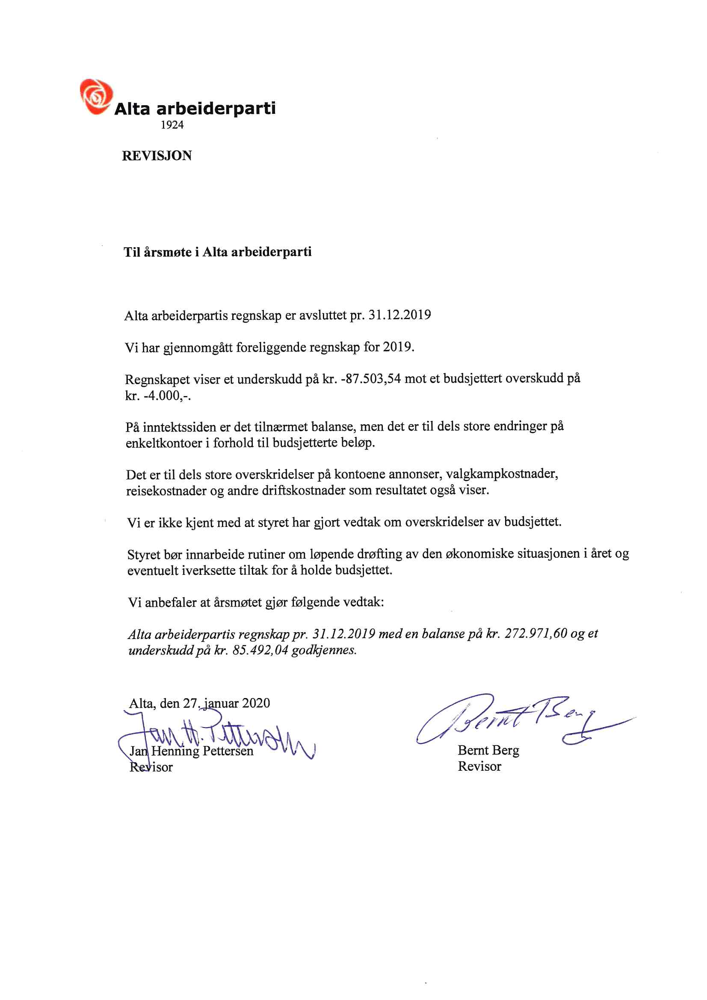 Alta arbeiderparti
1924
REVISJON
Til årsmøte i Alta arbeiderparti
Alta arbeiderpartis regnskap er avsluttet pr. 31.12.2019
Vi har gjennomgått foreliggende regnskap for 2019.
Regnskapet viser et underskudd på kr. -87.503,54 mot et budsjettert overskudd på
kr. -4.000,-.
På inntektssiden er det tilnærmet balanse, men det er til dels store endringer på
enkeltkontoer i forhold til budsjetterte beløp.
Det er til dels store overskridelser på kontoene annonser, valgkampkostnader,
reisekostnader og andre driftskostnader som resultatet også viser.
Vi er ikke kjent med at styret har gjort vedtak om overskridelser av budsjettet.
Styret bør innarbeide rutiner om løpende drøfting av den økonomiske situasjonen i året og
eventuelt iverksette tiltak for å holde budsjettet.
Vi anbefaler at årsmøtet gjør følgende vedtak:
Alta arbeiderpartis regnskap pr. 31.12.2019 med en balanse på kr. 272.971,60 og et
underskudd på kr. 85.492,04 godkjennes.
Alta, den 27. januar 2020
Jan H. Pettersen
Bernt Berg
Jan Henning Pettersen
Bernt Berg
Revisor
Revisor